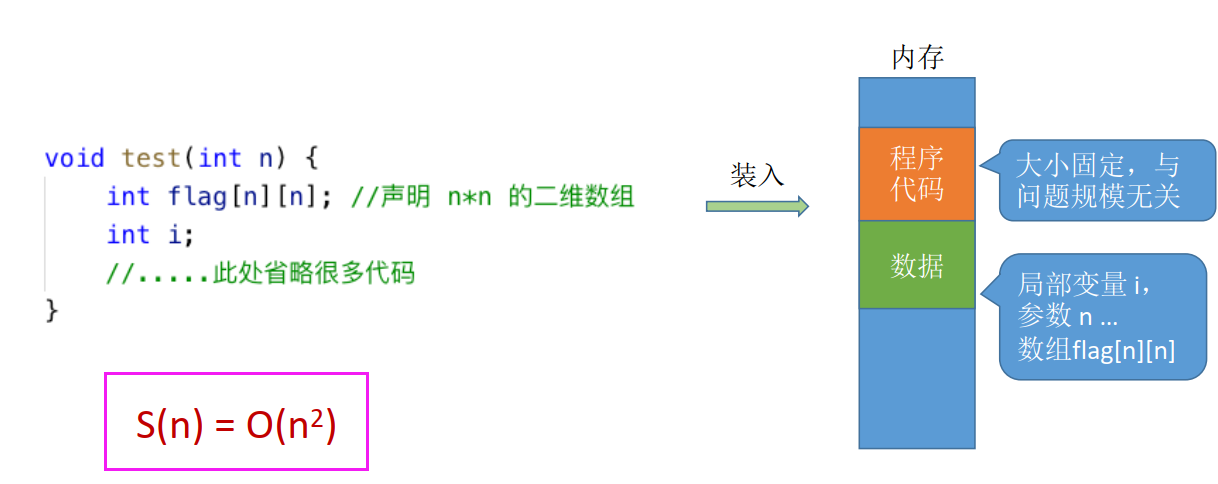 void test(int n) {
int flag[n][n]; //声明 n*n 的二维数组
int i;
//.....此处省略很多代码
}
S(n) = O(n²)
装入
内存
程序
代码
数据
大小固定，与
问题规模无关
局部变量 i，
参数 n ...
数组flag[n][n]